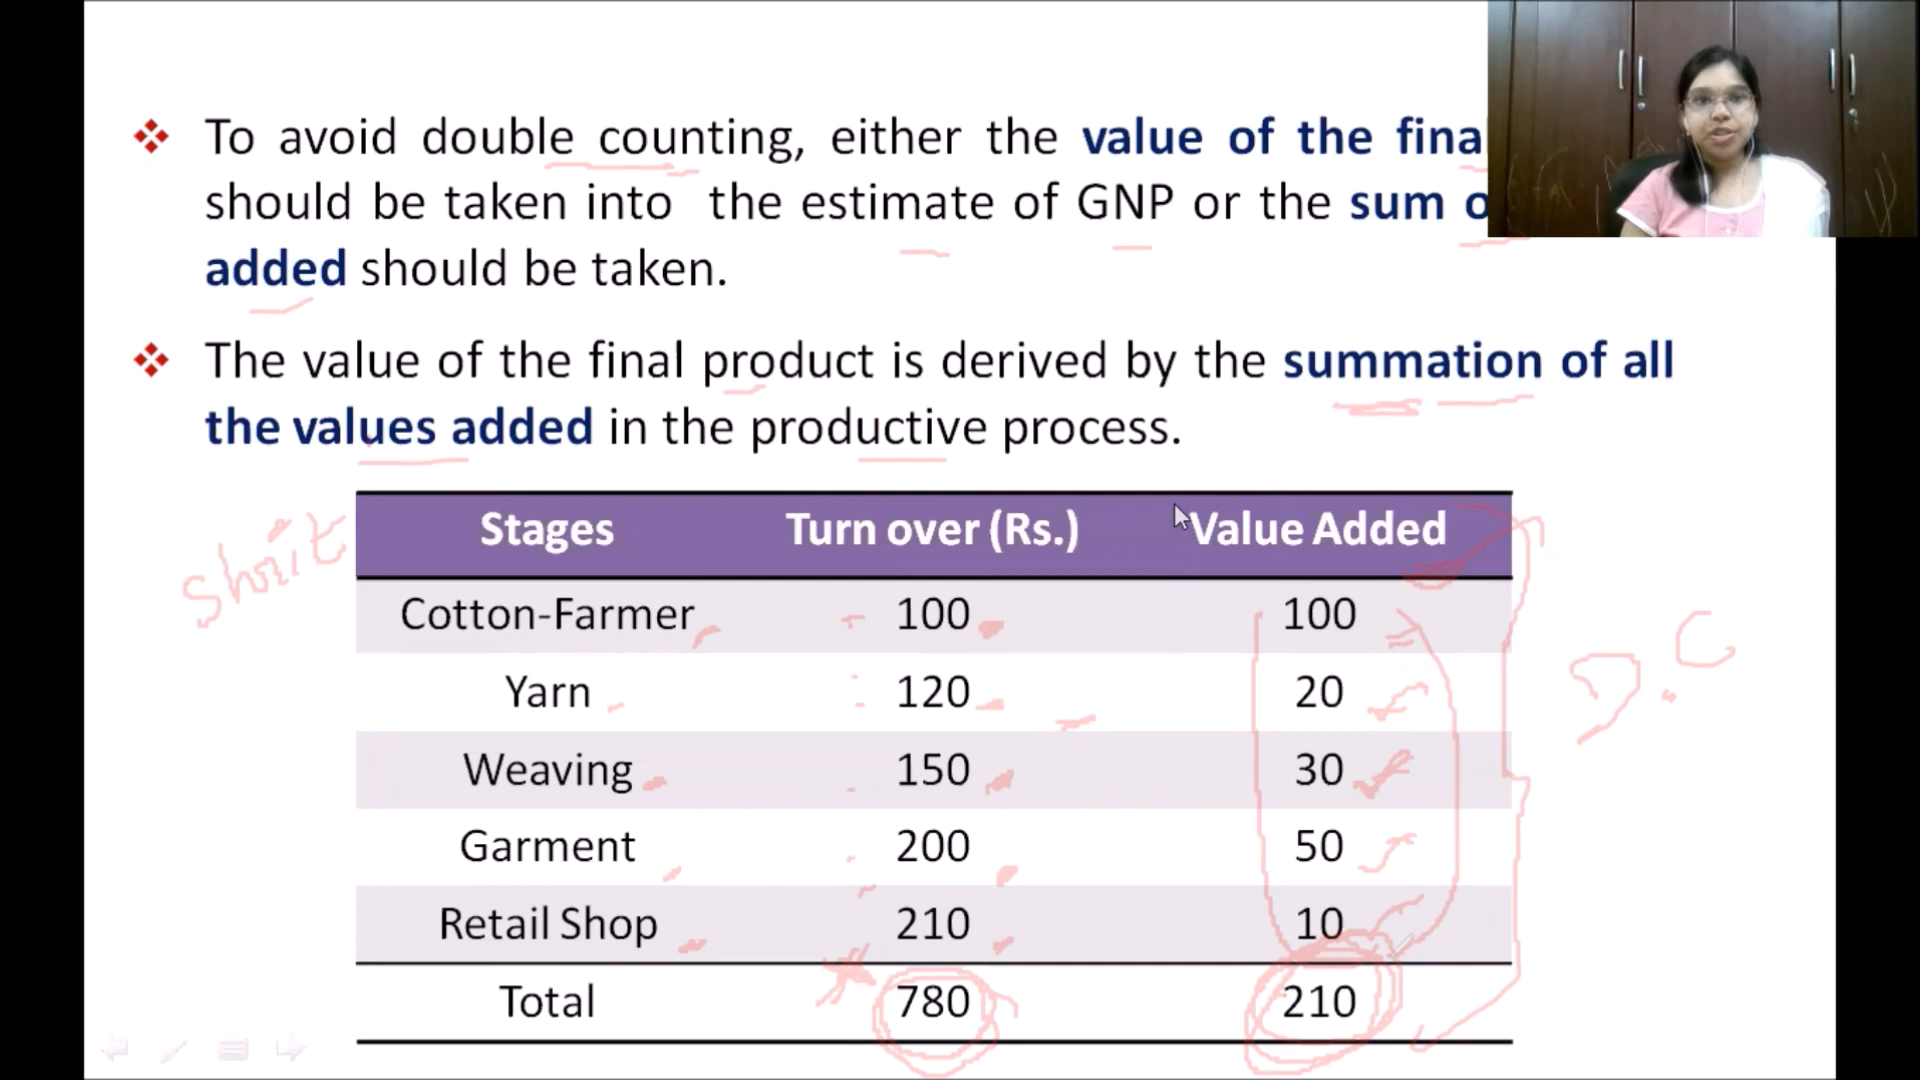 To avoid double counting, either the value of the final
should be taken into the estimate of GNP or the sum o
added should be taken.
The value of the final product is derived by the summation of all
the values added in the productive process.
Stages Turn over (Rs.) Value Added
Cotton-Farmer 100 100
Yarn 120 20
Weaving 150 30
Garment 200 50
Retail Shop 210 10
Total 780 210
D.C